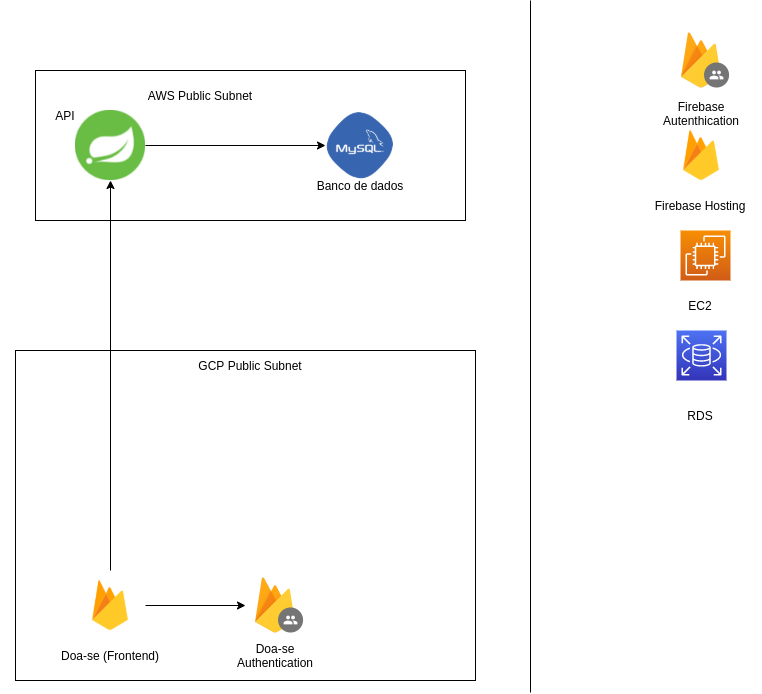 AWS Public Subnet
API
MySQL
Banco de dados
GCP Public Subnet
Doa-se (Frontend)
Doa-se
Authentication
Firebase
Autenthication
Firebase Hosting
EC2
RDS